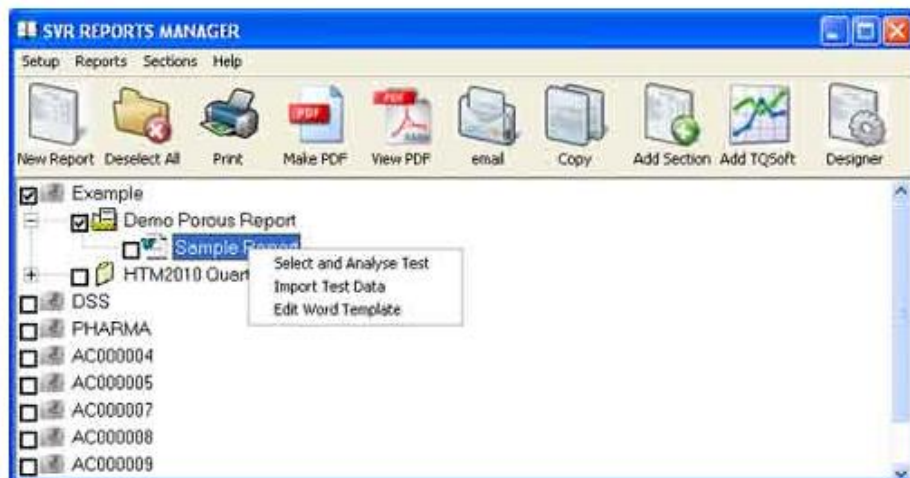 SVR REPORTS MANAGER
Setup Reports Sections Help
New Report Deselect All Print Make PDF View PDF email Copy Add Section Add TQSoft Designer
Example
Demo Porous Report
Sample Report
Select and Analyse Test
HTM2010 Quart
Import Test Data
Edit Word Template
DSS
PHARMA
AC000004
AC000005
AC000007
AC000008
AC000009